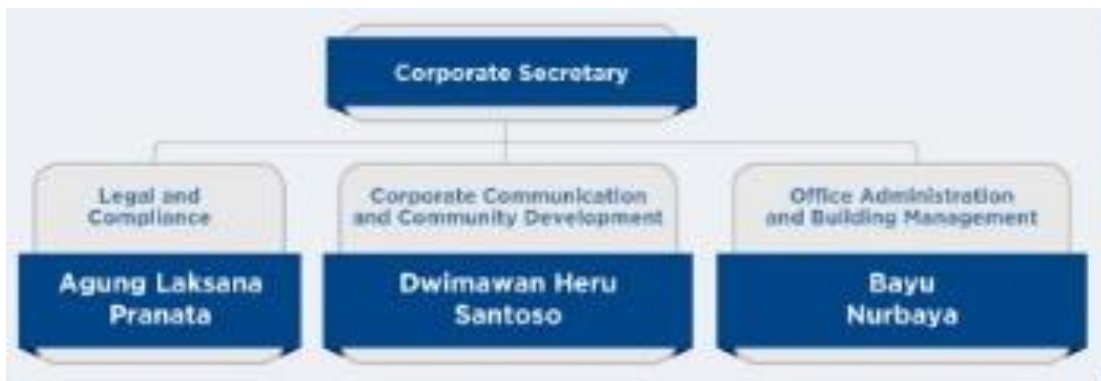 Corporate Secretary
Legal and
Compliance
Corporate Communication
and Community Development
Office Administration
and Building Management
Agung Laksana
Pranata
Dwimawan Heru
Santoso
Bayu
Nurbaya